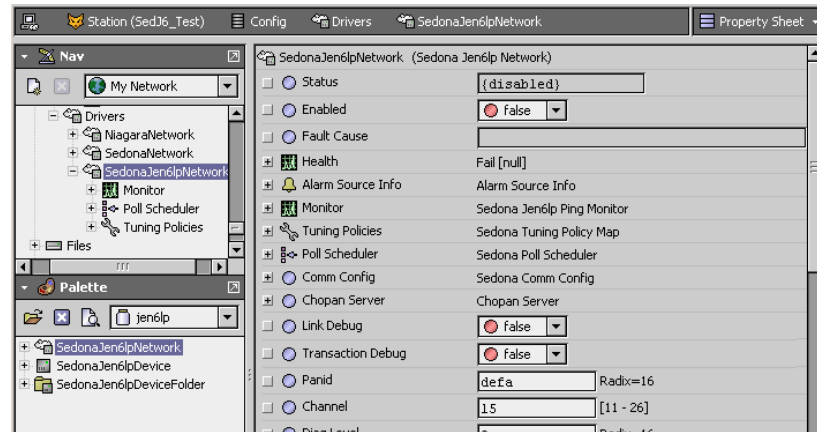 Station (SedJ6_Test) Config Drivers SedonaJen6lpNetwork Property Sheet
Nav
My Network
Drivers
NiagaraNetwork
SedonaNetwork
SedonaJen6lpNetwork
Monitor
Poll Scheduler
Tuning Policies
Files
Palette
jen6lp
SedonaJen6lpNetwork
SedonaJen6lpDevice
SedonaJen6lpDeviceFolder
SedonaJen6lpNetwork (Sedona Jen6lp Network)
Status {disabled}
Enabled false
Fault Cause
Health Fail [null]
Alarm Source Info Alarm Source Info
Monitor Sedona Jen6lp Ping Monitor
Tuning Policies Sedona Tuning Policy Map
Poll Scheduler Sedona Poll Scheduler
Comm Config Sedona Comm Config
Chopan Server Chopan Server
Link Debug false
Transaction Debug false
Panid defa Radix=16
Channel 15 [11 - 26]